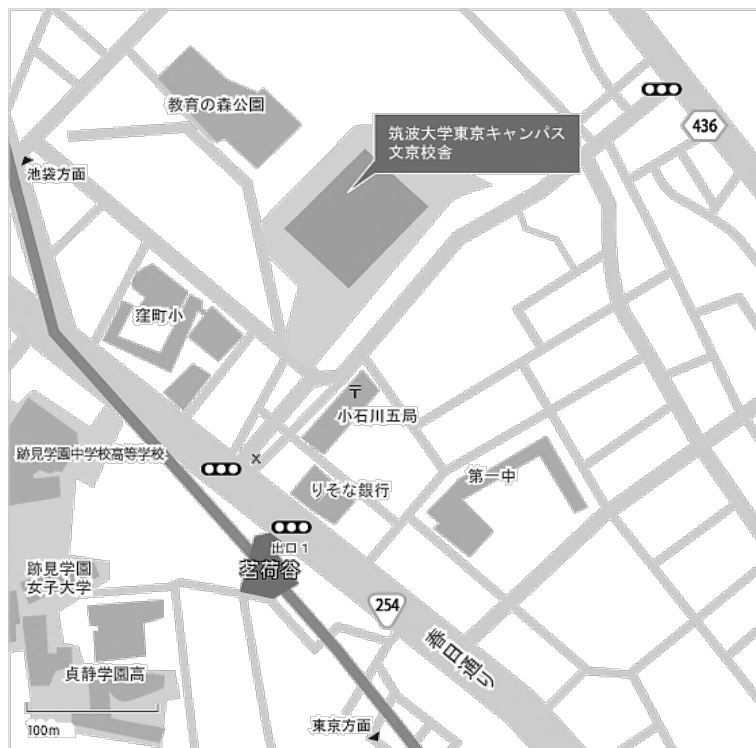 教育の森公園
筑波大学東京キャンパス
文京校舎
436
池袋方面
窪町小
〒
小石川五局
跡見学園中学校高等学校
X
りそな銀行
第一中
出口1
茗荷谷
跡見学園
女子大学
254
春日通り
貞静学園高
100m
東京方面